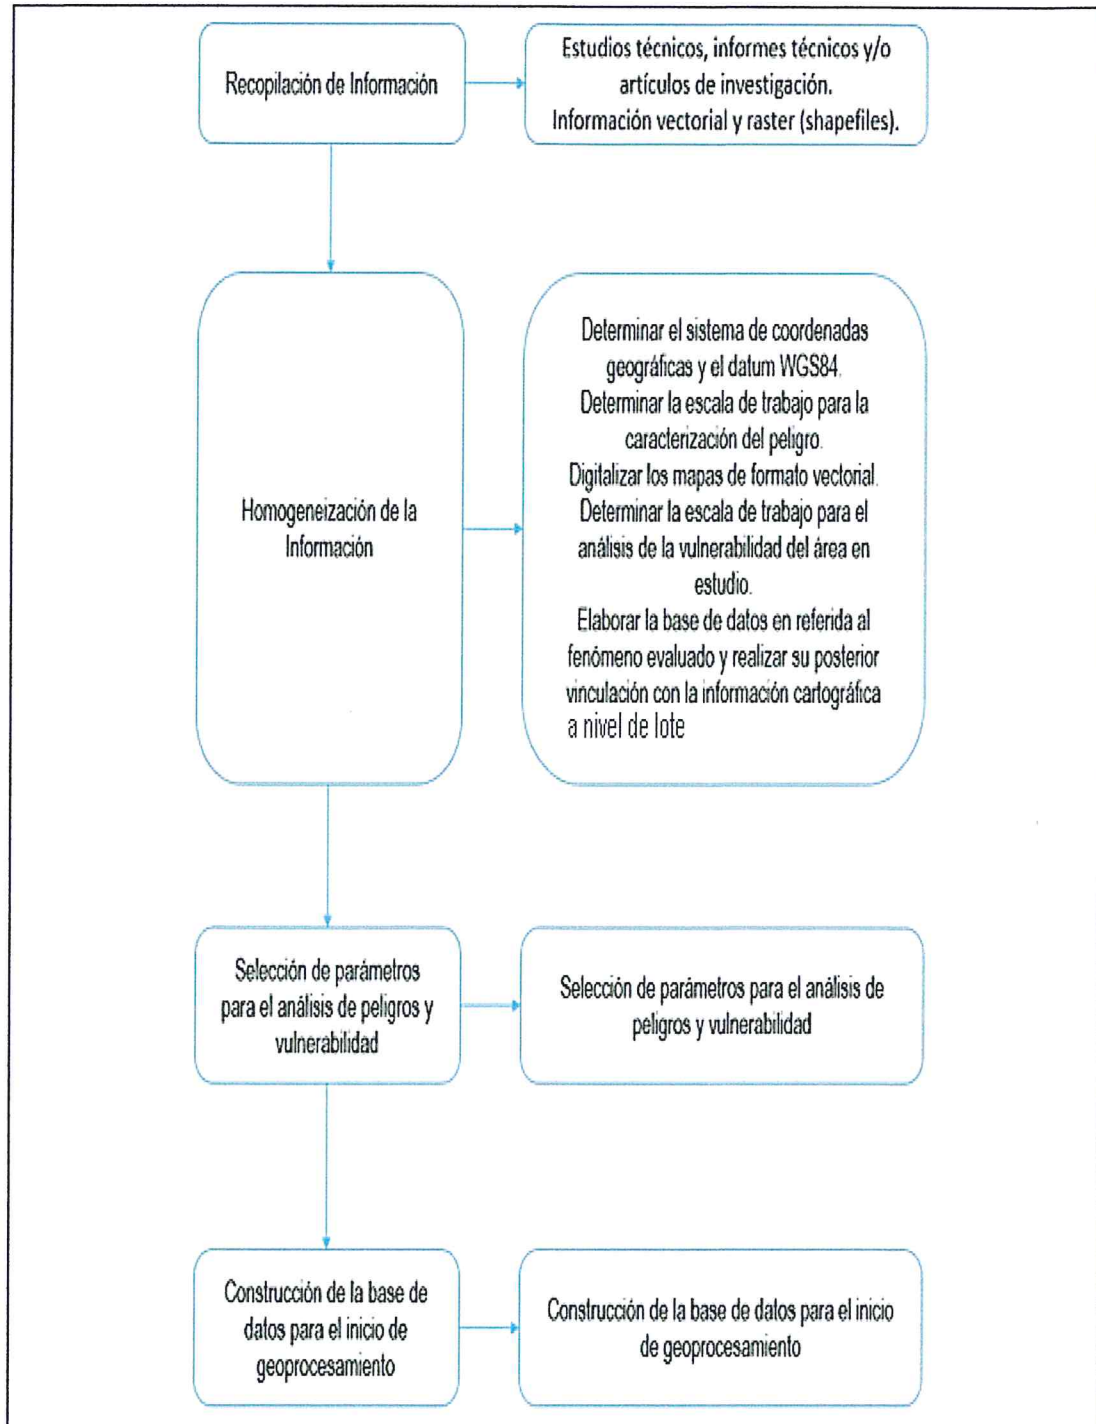 Recopilación de Información
Estudios técnicos, informes técnicos y/o
artículos de investigación.
Información vectorial y raster (shapefiles).
Homogeneización de la
Información
Determinar el sistema de coordenadas
geográficas y el datum WGS84.
Determinar la escala de trabajo para la
caracterización del peligro.
Digitalizar los mapas de formato vectorial.
Determinar la escala de trabajo para el
análisis de la vulnerabilidad del área en
estudio.
Elaborar la base de datos en referida al
fenómeno evaluado y realizar su posterior
vinculación con la información cartográfica
a nivel de lote
Selección de parámetros
para el análisis de peligros y
vulnerabilidad
Selección de parámetros para el análisis de
peligros y vulnerabilidad
Construcción de la base de
datos para el inicio de
geoprocesamiento
Construcción de la base de datos para el inicio
de geoprocesamiento